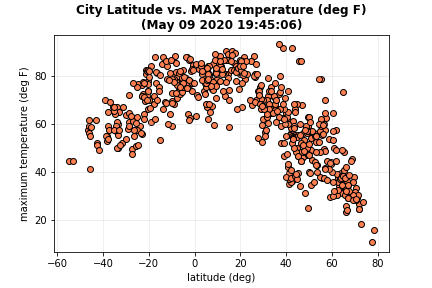 City Latitude vs. MAX Temperature (deg F)
(May 09 2020 19:45:06)
maximum temperature (deg F)
80
60
40
20
−60 −40 −20 0 20 40 60 80
latitude (deg)